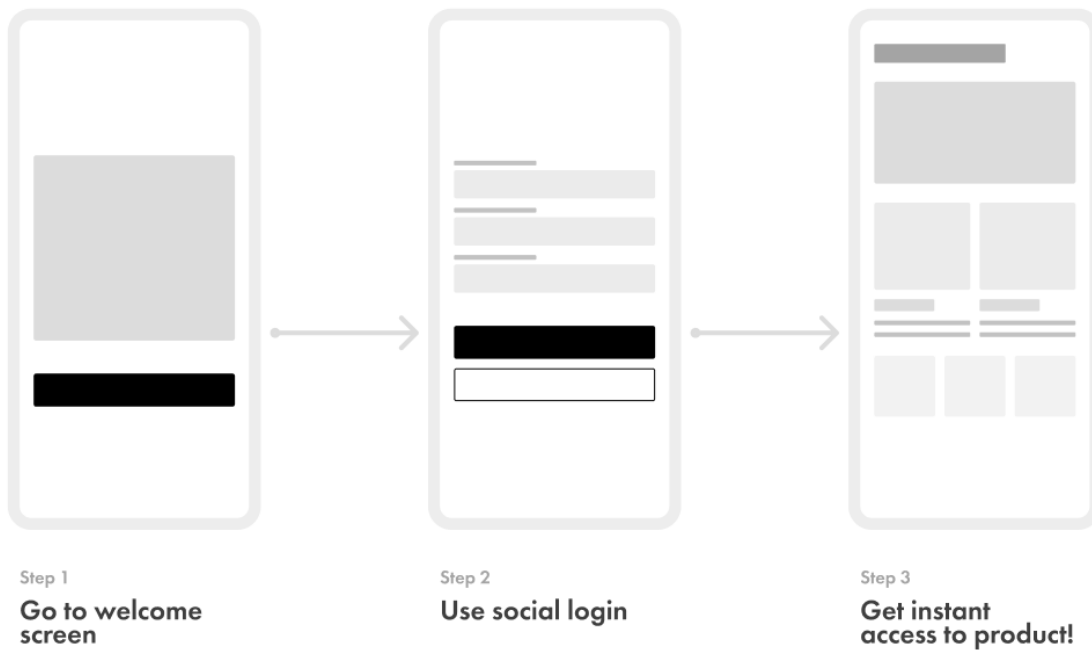 Step 1
Go to welcome
screen
Step 2
Use social login
Step 3
Get instant
access to product!